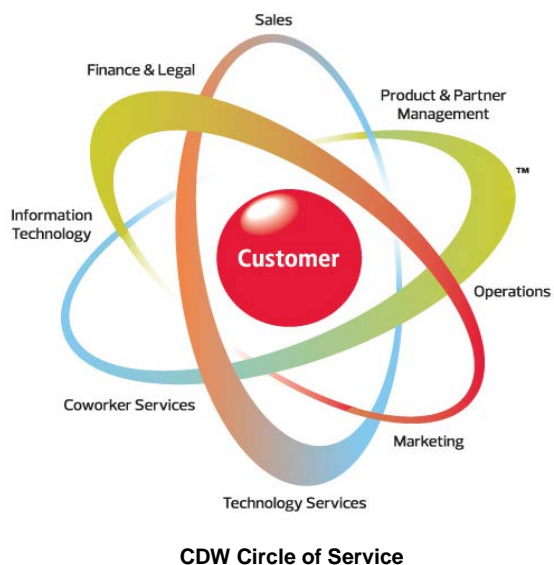 Sales
Finance & Legal
Product & Partner
Management
™
Information
Technology
Customer
Operations
Coworker Services
Marketing
Technology Services
CDW Circle of Service